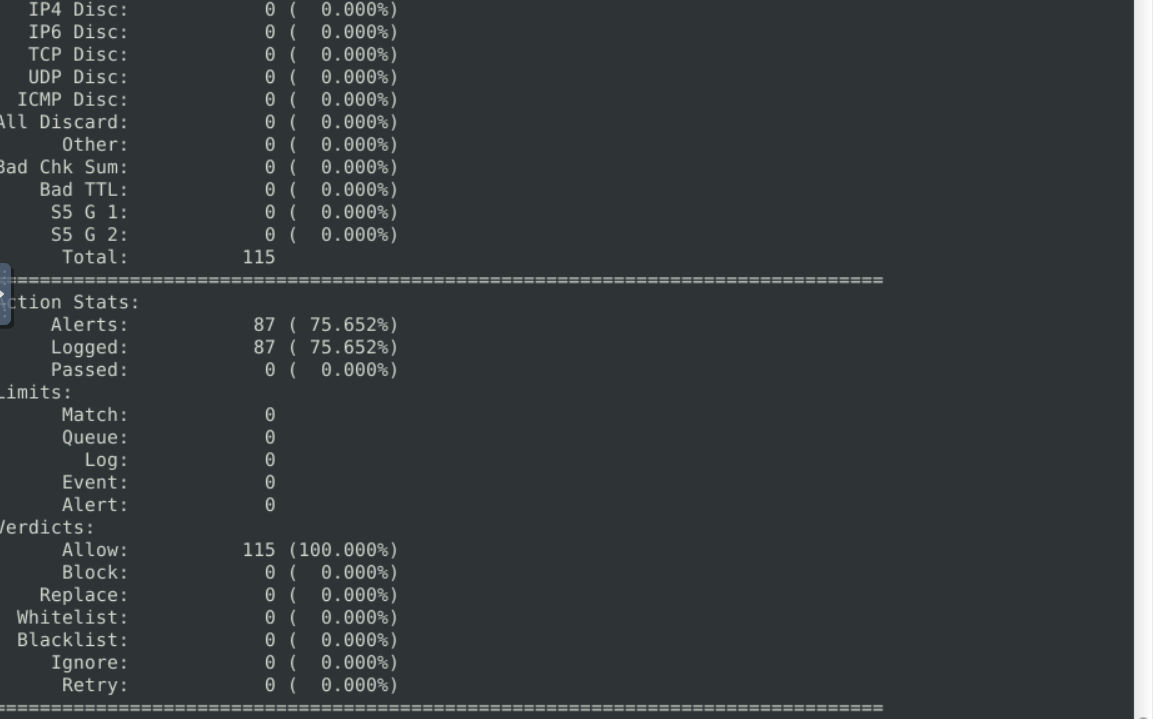 IP4 Disc:            0 (  0.000%)
IP6 Disc:            0 (  0.000%)
TCP Disc:            0 (  0.000%)
UDP Disc:            0 (  0.000%)
ICMP Disc:            0 (  0.000%)
All Discard:            0 (  0.000%)
Other:            0 (  0.000%)
Bad Chk Sum:            0 (  0.000%)
Bad TTL:            0 (  0.000%)
S5 G 1:            0 (  0.000%)
S5 G 2:            0 (  0.000%)
Total:          115
===============================================================================
ction Stats:
Alerts:           87 ( 75.652%)
Logged:           87 ( 75.652%)
Passed:            0 (  0.000%)
Limits:
Match:            0
Queue:            0
Log:            0
Event:            0
Alert:            0
Verdicts:
Allow:          115 (100.000%)
Block:            0 (  0.000%)
Replace:            0 (  0.000%)
Whitelist:            0 (  0.000%)
Blacklist:            0 (  0.000%)
Ignore:            0 (  0.000%)
Retry:            0 (  0.000%)
===============================================================================